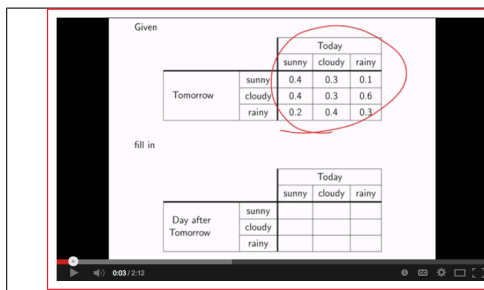 Given
Today
sunny cloudy rainy
Tomorrow sunny 0.4 0.3 0.1
cloudy 0.4 0.3 0.6
rainy 0.2 0.4 0.3
fill in
Today
sunny cloudy rainy
Day after Tomorrow sunny
cloudy
rainy
0:03 / 2:12